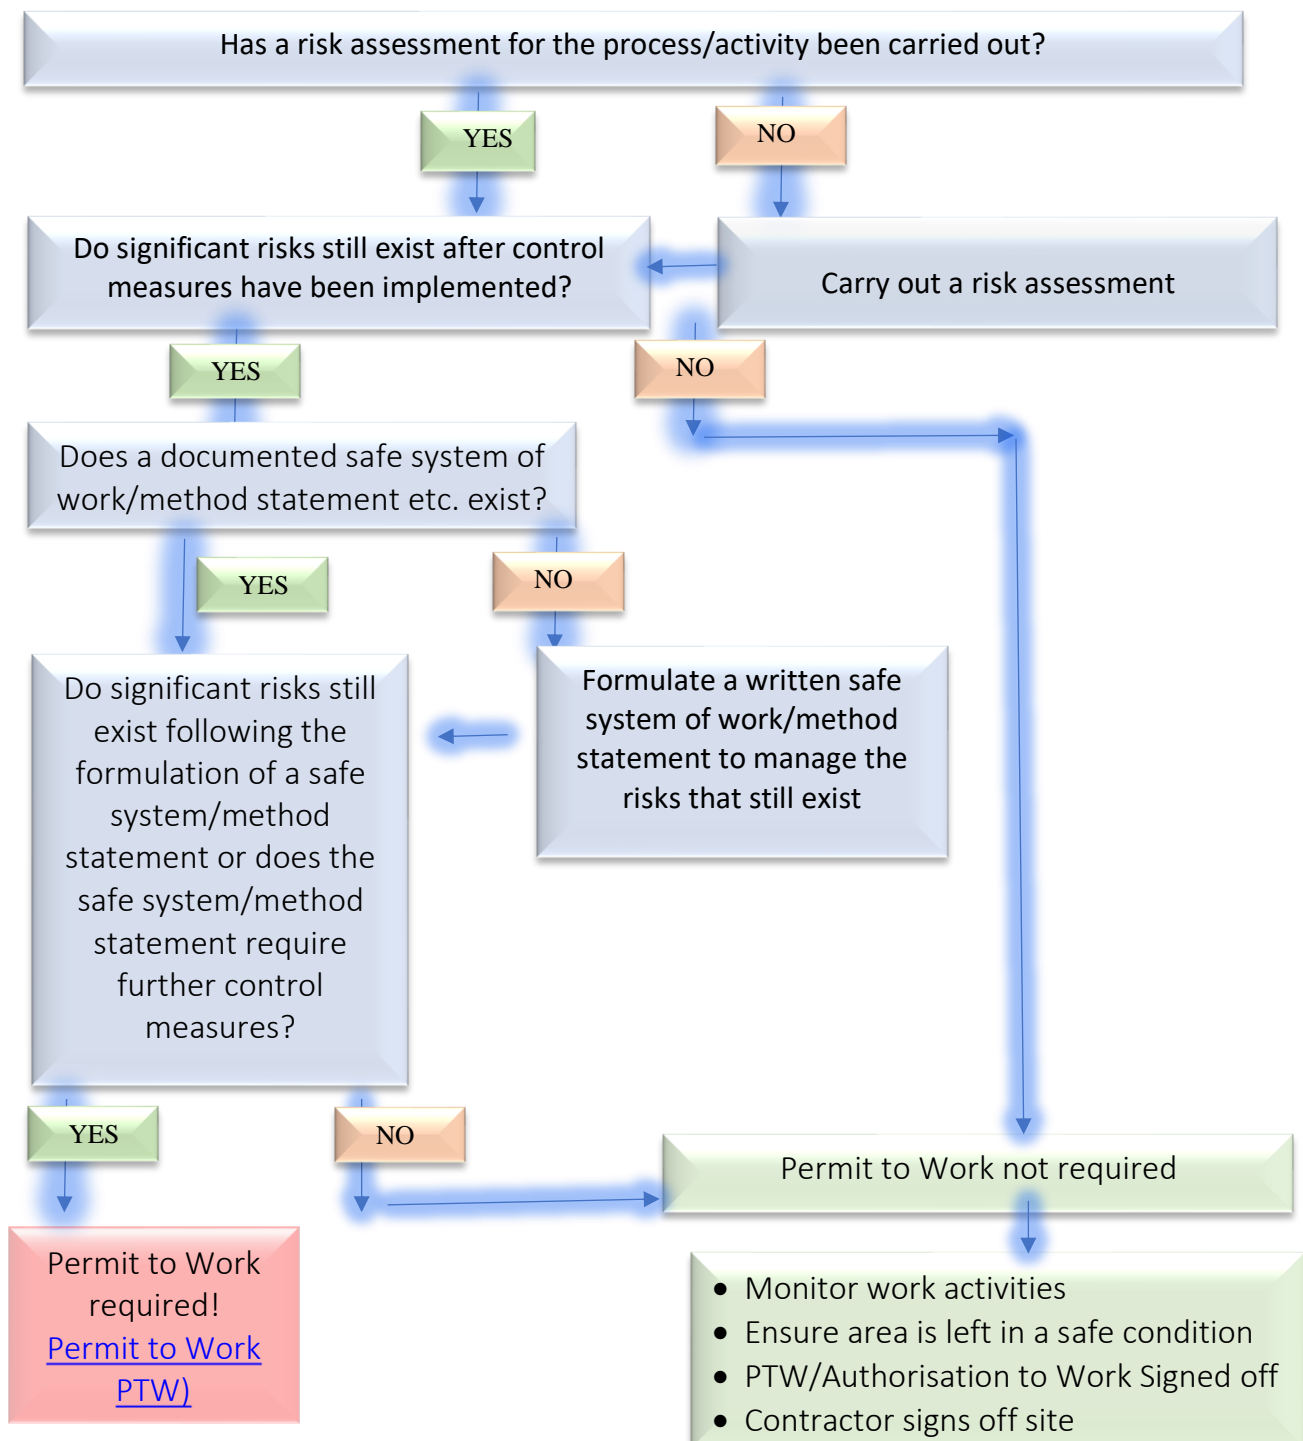 Has a risk assessment for the process/activity been carried out?
YES
NO
Do significant risks still exist after control
measures have been implemented?
Carry out a risk assessment
YES
NO
Does a documented safe system of
work/method statement etc. exist?
YES
NO
Do significant risks still
exist following the
formulation of a safe
system/method
statement or does the
safe system/method
statement require
further control
measures?
Formulate a written safe
system of work/method
statement to manage the
risks that still exist
YES
NO
Permit to Work not required
Permit to Work
required!
Permit to Work
PTW)
• Monitor work activities
• Ensure area is left in a safe condition
• PTW/Authorisation to Work Signed off
• Contractor signs off site